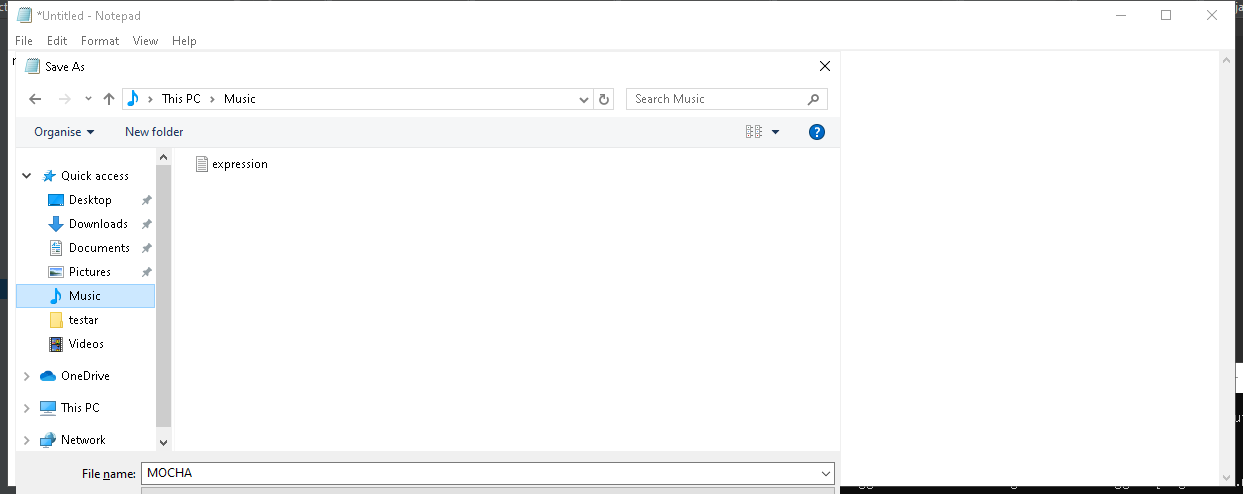 *Untitled - Notepad
File Edit Format View Help
Save As
This PC Music
Search Music
Organise New folder
expression
Quick access
Desktop
Downloads
Documents
Pictures
Music
testar
Videos
OneDrive
This PC
Network
File name: MOCHA